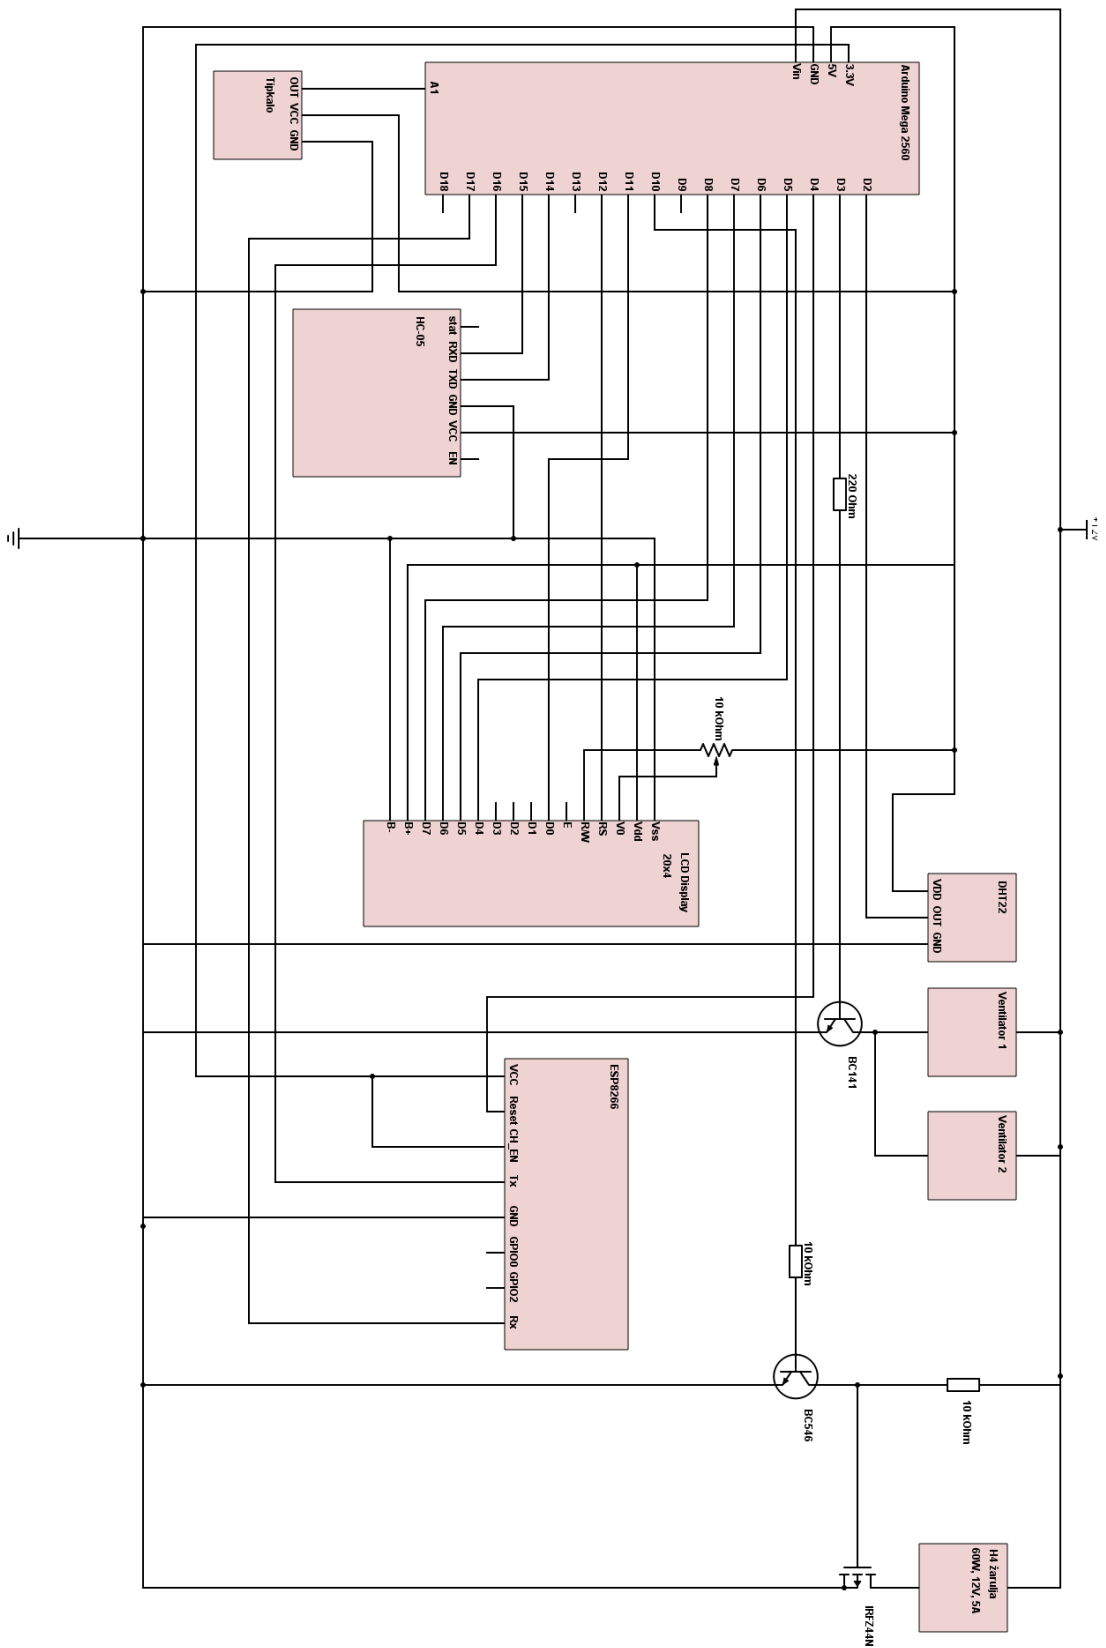 +12V
Arduino Mega 2560
3.3V
5V
GND
Vin
A1
D2
D3
D4
D5
D6
D7
D8
D9
D10
D11
D12
D13
D14
D15
D16
D17
D18
Tipkalo
OUT VCC GND
HC-05
stat RXD TXD GND VCC EN
220 Ohm
10 kOhm
LCD Display
20x4
Vss
Vdd
V0
RS
R/W
E
D0
D1
D2
D3
D4
D5
D6
D7
B+
B-
DHT22
VDD OUT GND
Ventilator 1
Ventilator 2
BC141
ESP8266
VCC Reset CH_EN Tx GND GPIO0 GPIO2 Rx
10 kOhm
BC546
10 kOhm
H4 žarulja
60W, 12V, 5A
IRFZ44N